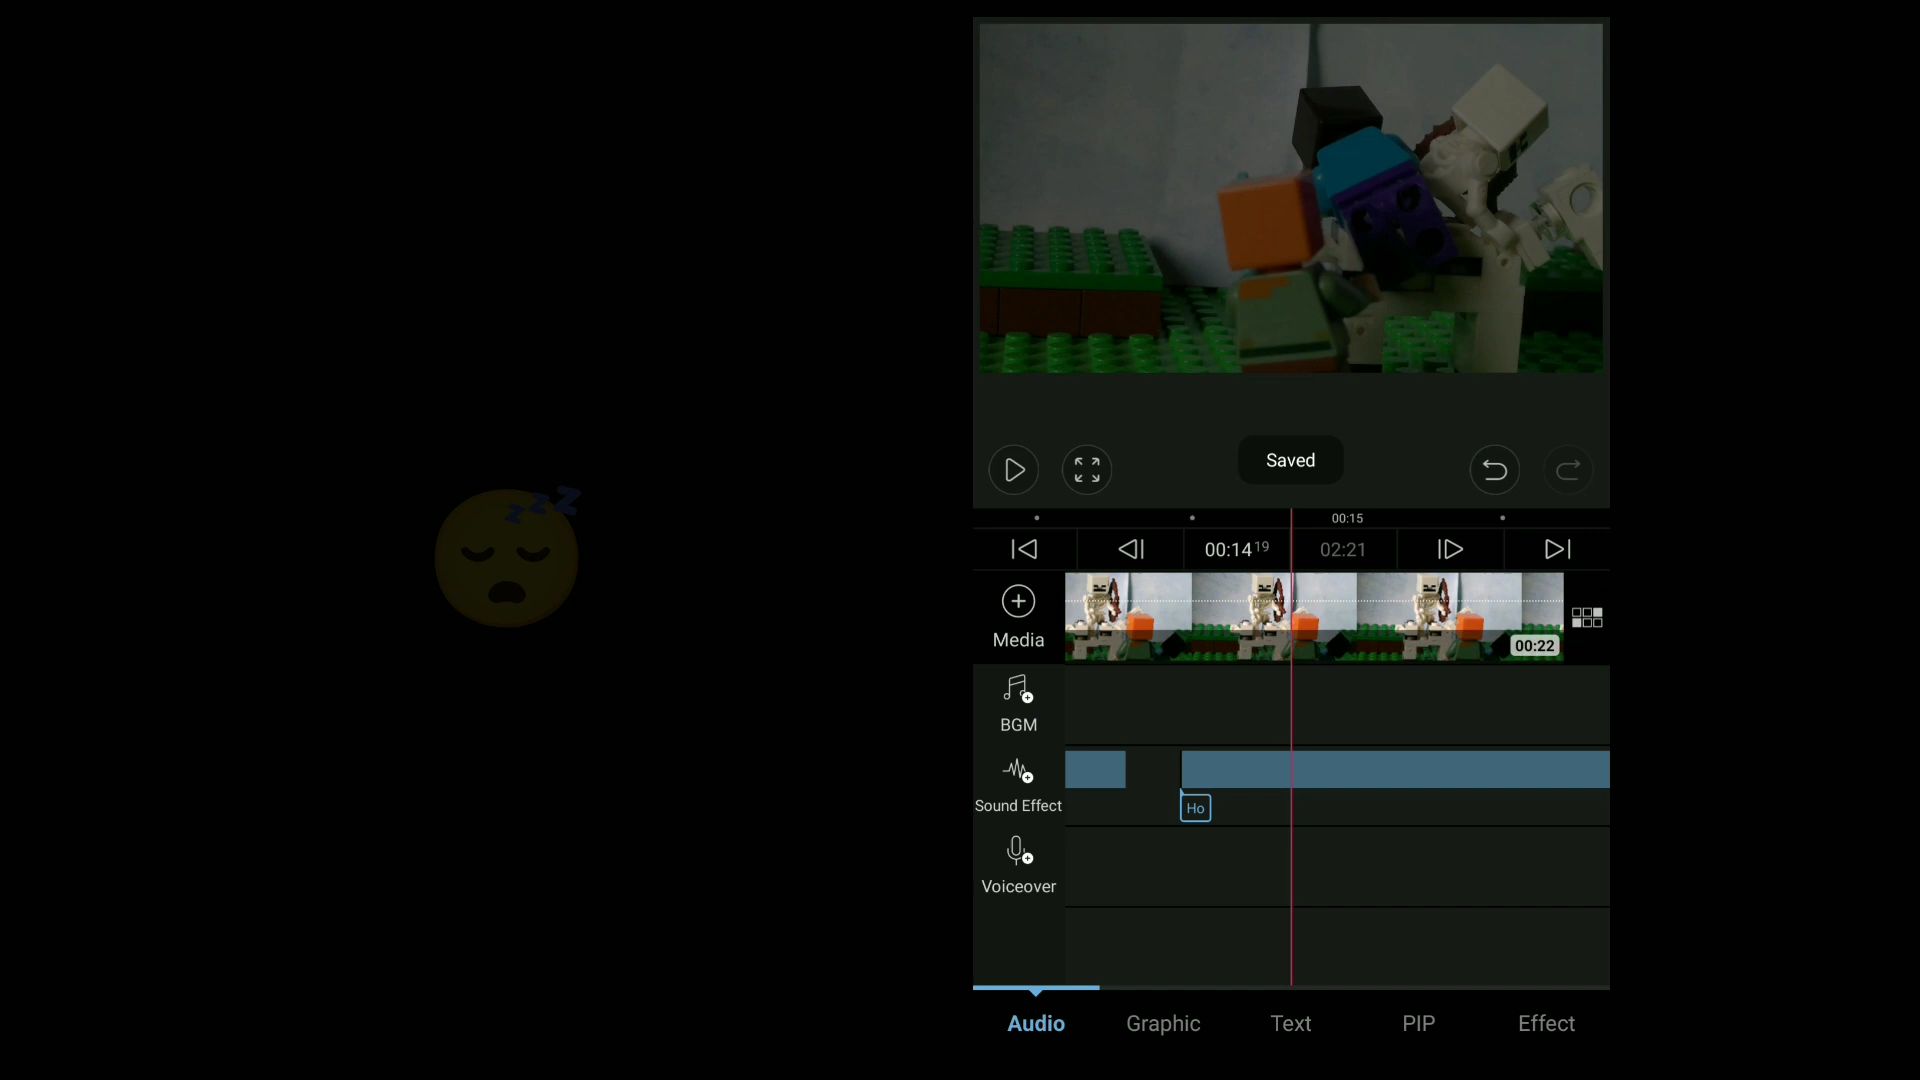 Saved
00:15
00:14 19
02:21
Media
00:22
BGM
Sound Effect
Ho
Voiceover
Audio
Graphic
Text
PIP
Effect